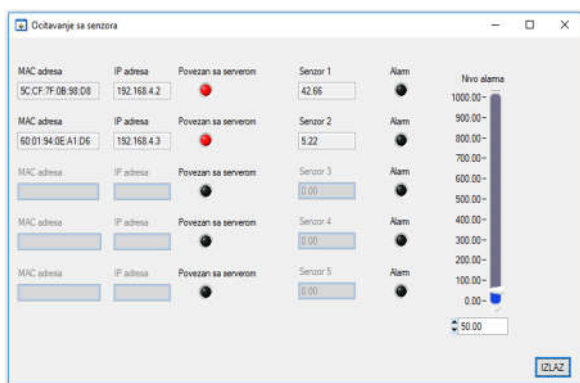 Ocitavanje sa senzora
MAC adresa IP adresa Povezan sa serverom Senzor 1 Alarm
5C:CF:7F:0B:98:D8 192.168.4.2 42.66
MAC adresa IP adresa Povezan sa serverom Senzor 2 Alarm
60:01:94:0E:A1:D6 192.168.4.3 5.22
MAC adresa IP adresa Povezan sa serverom Senzor 3 Alarm
0.00
MAC adresa IP adresa Povezan sa serverom Senzor 4 Alarm
0.00
MAC adresa IP adresa Povezan sa serverom Senzor 5 Alarm
0.00
Nivo alarma
1000.00
900.00
800.00
700.00
600.00
500.00
400.00
300.00
200.00
100.00
0.00
50.00
IZLAZ